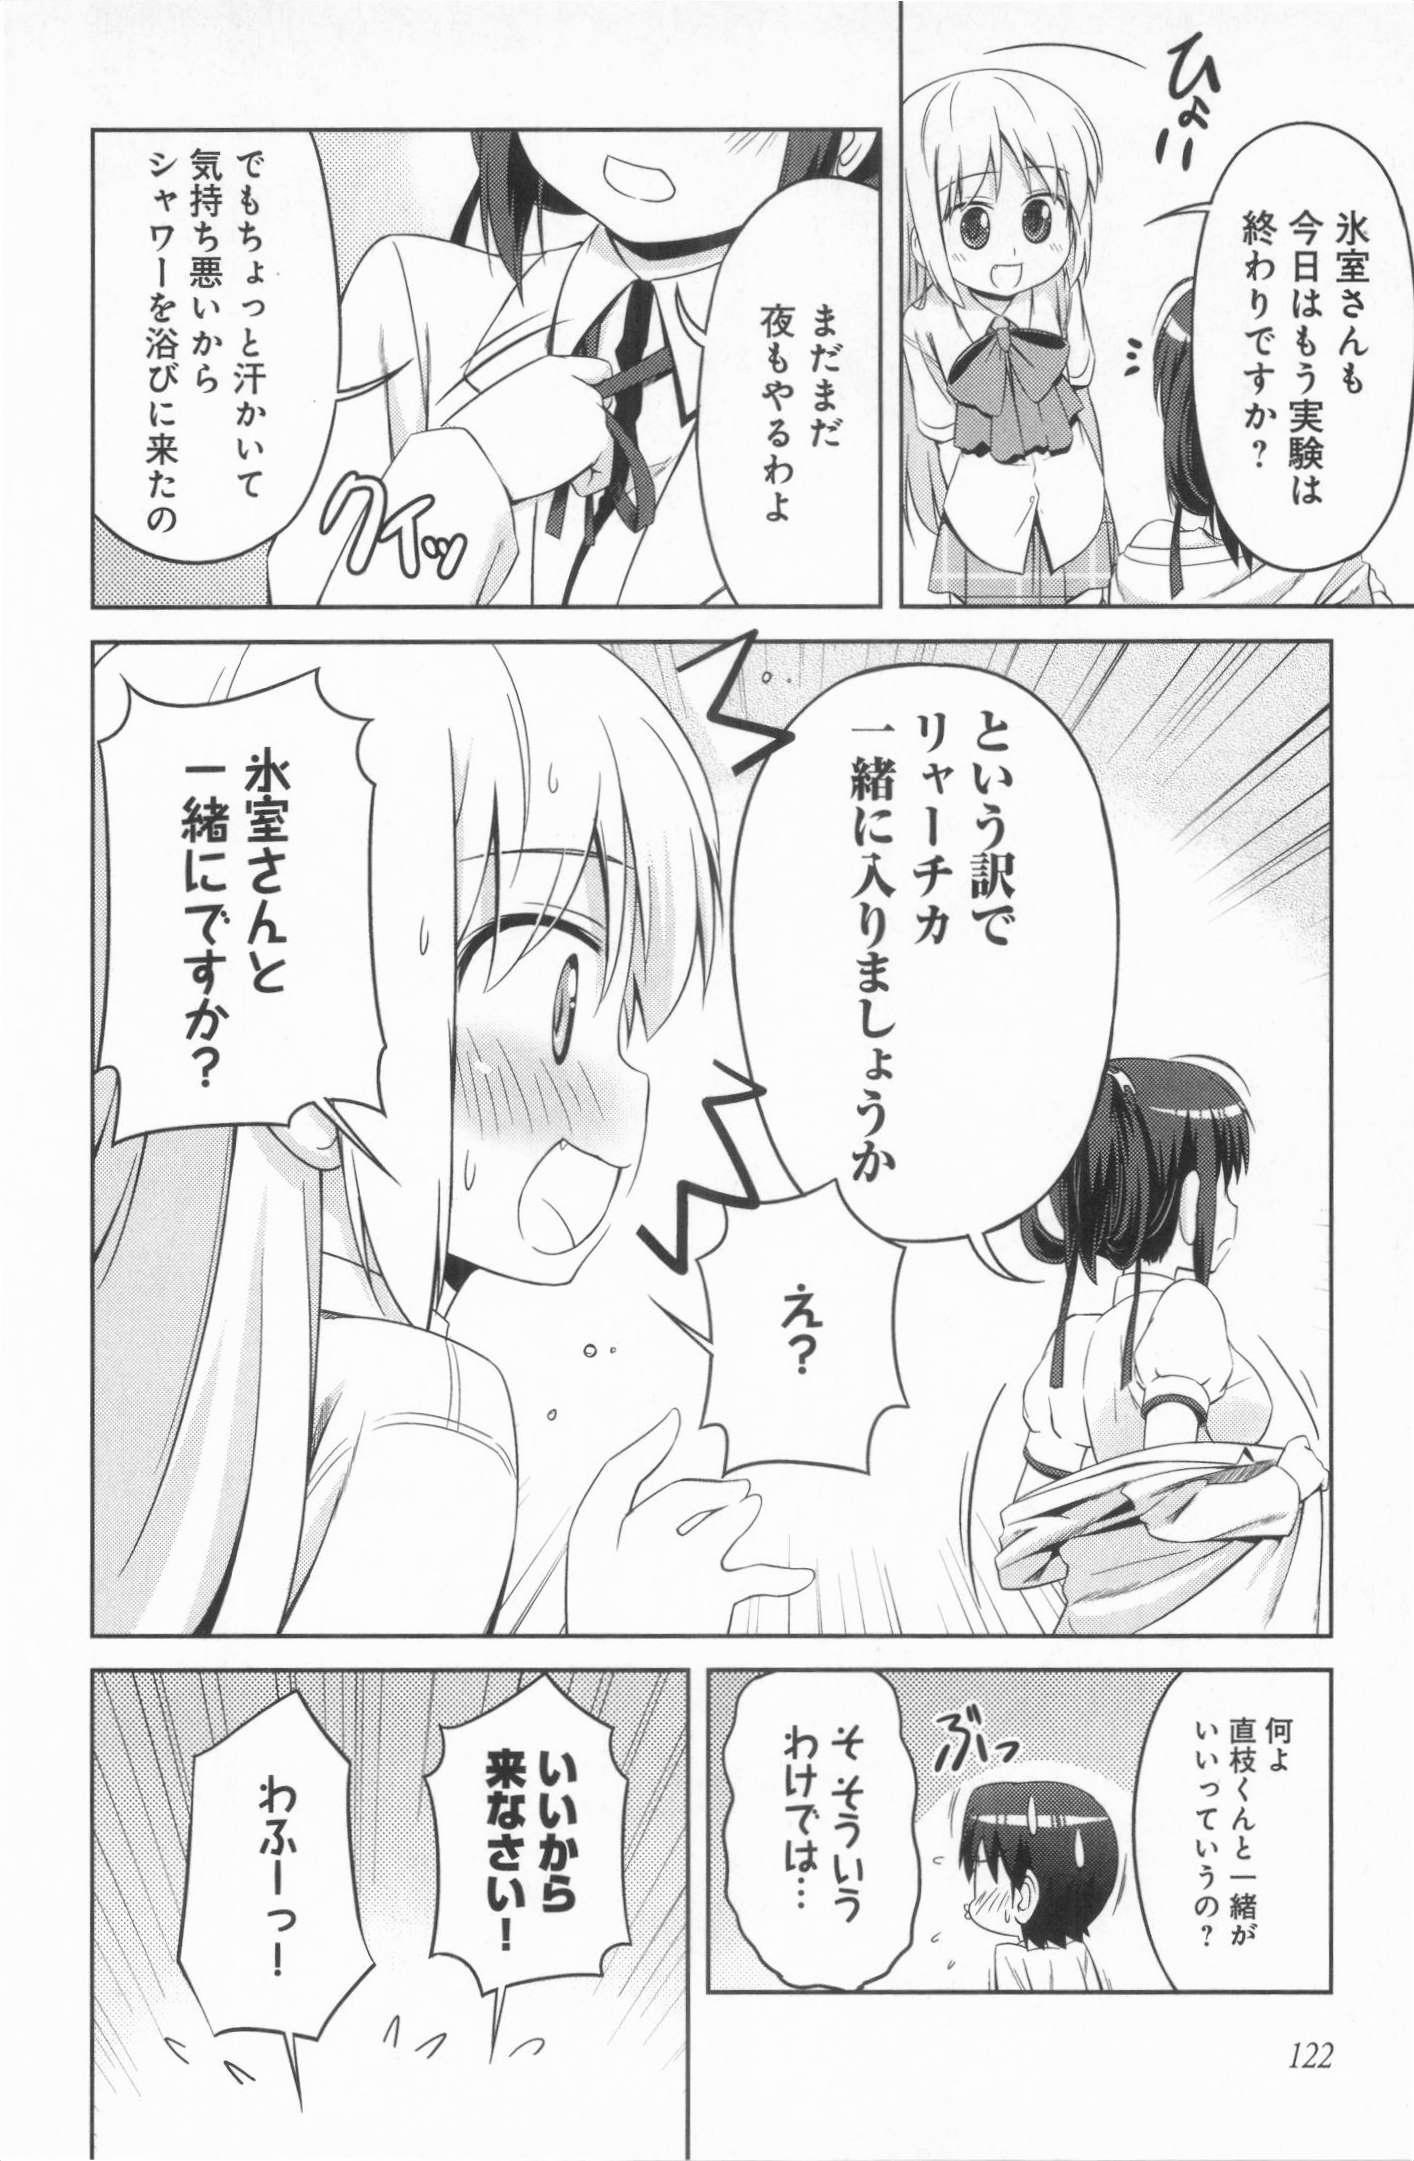 ひょい
氷室さんも
今日はもう実験は
終わりですか？
まだまだ
夜もやるわよ
クイッ
でもちょっと汗かいて
気持ち悪いから
シャワーを浴びに来たの
という訳で
リャーチカ
一緒に入りましょうか
え？
氷室さんと
一緒にですか？
何よ
直枝くんと一緒が
いいっていうの？
ぶっ
そ そういう
わけでは…
いいから
来なさい！
わふーっ！
122